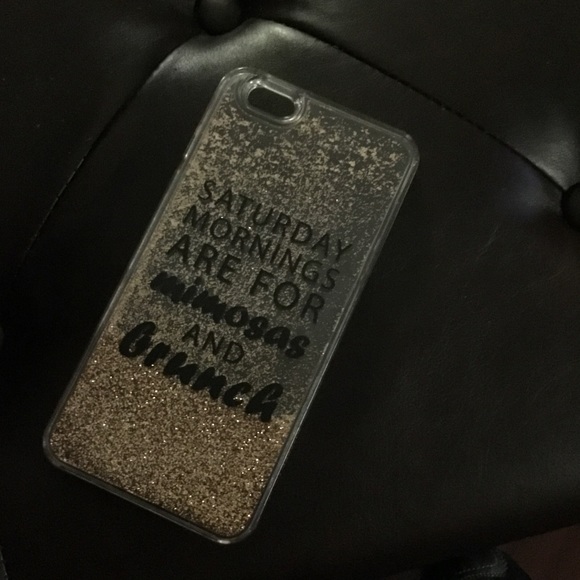 SATURDAY
MORNINGS
ARE FOR
mimosas
AND
brunch